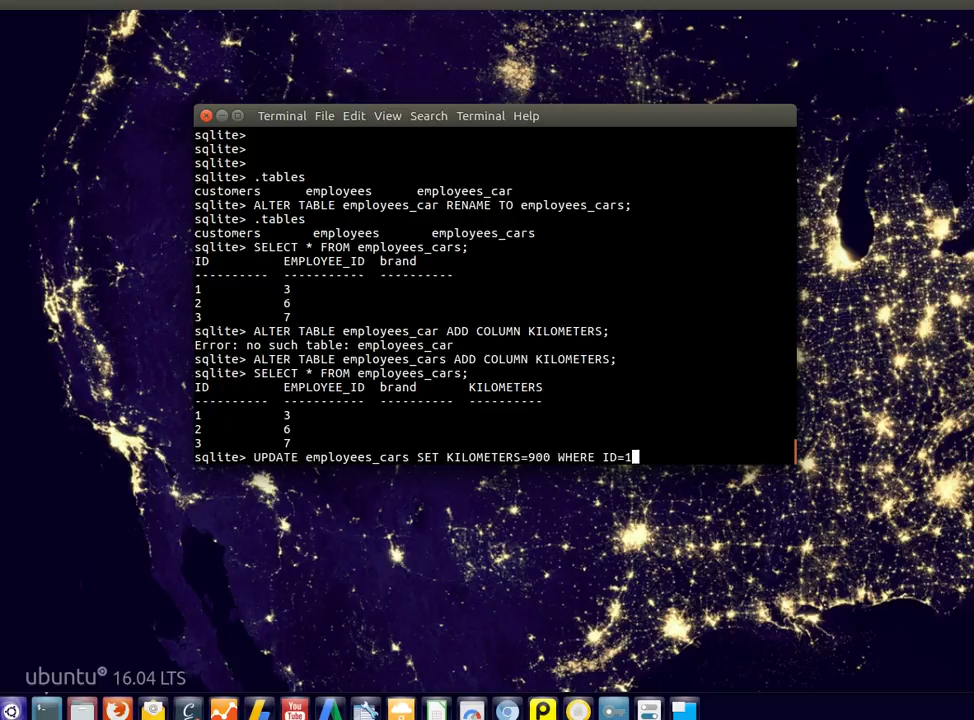 Terminal File Edit View Search Terminal Help
sqlite>
sqlite>
sqlite>
sqlite> .tables
customers employees employees_car
sqlite> ALTER TABLE employees_car RENAME TO employees_cars;
sqlite> .tables
customers employees employees_cars
sqlite> SELECT * FROM employees_cars;
ID EMPLOYEE_ID brand
---------- ----------- ----------
1 3
2 6
3 7
sqlite> ALTER TABLE employees_car ADD COLUMN KILOMETERS;
Error: no such table: employees_car
sqlite> ALTER TABLE employees_cars ADD COLUMN KILOMETERS;
sqlite> SELECT * FROM employees_cars;
ID EMPLOYEE_ID brand KILOMETERS
---------- ----------- ---------- ----------
1 3
2 6
3 7
sqlite> UPDATE employees_cars SET KILOMETERS=900 WHERE ID=1
ubuntu® 16.04 LTS
You
Tube